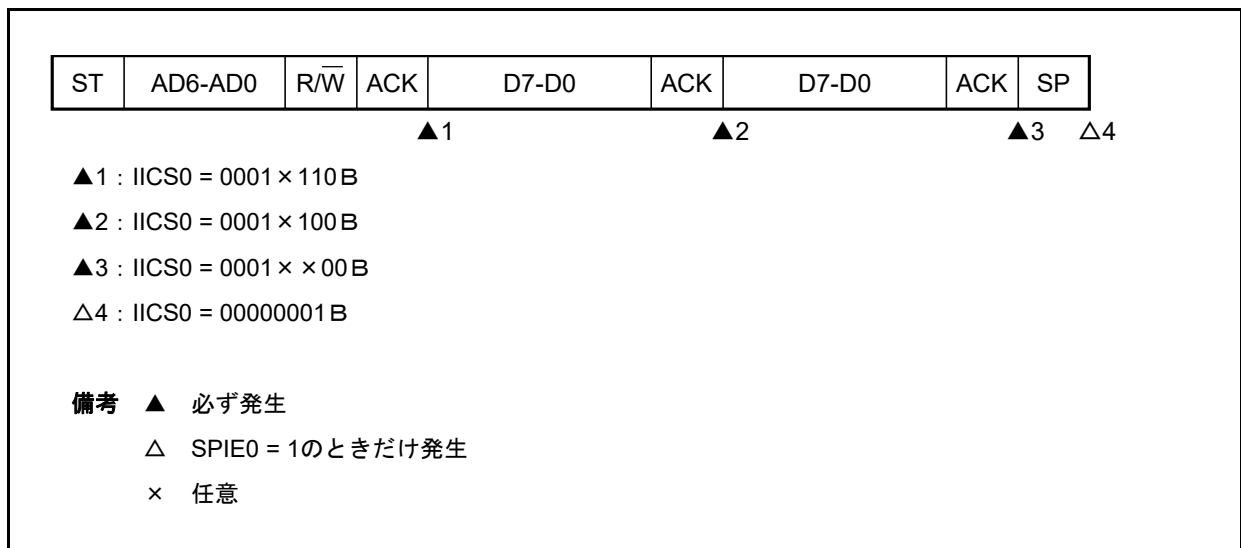 ST AD6-AD0 R/W̅ ACK D7-D0 ACK D7-D0 ACK SP
▲1 ▲2 ▲3 △4
▲1：IICS0 = 0001×110B
▲2：IICS0 = 0001×100B
▲3：IICS0 = 0001××00B
△4：IICS0 = 00000001B
備考 ▲ 必ず発生
△ SPIE0 = 1のときだけ発生
× 任意